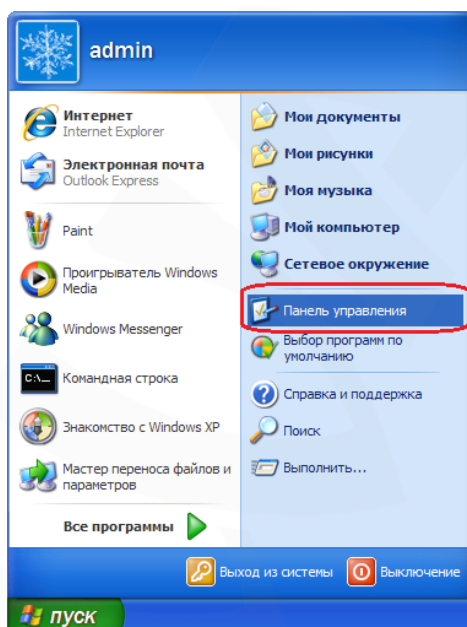 admin
Интернет
Internet Explorer
Электронная почта
Outlook Express
Paint
Проигрыватель Windows
Media
Windows Messenger
C:\_
Командная строка
Знакомство с Windows XP
Мастер переноса файлов и
параметров
Все программы
Мои документы
Мои рисунки
Моя музыка
Мой компьютер
Сетевое окружение
Панель управления
Выбор программ по
умолчанию
Справка и поддержка
Поиск
Выполнить...
Выход из системы
Выключение
пуск